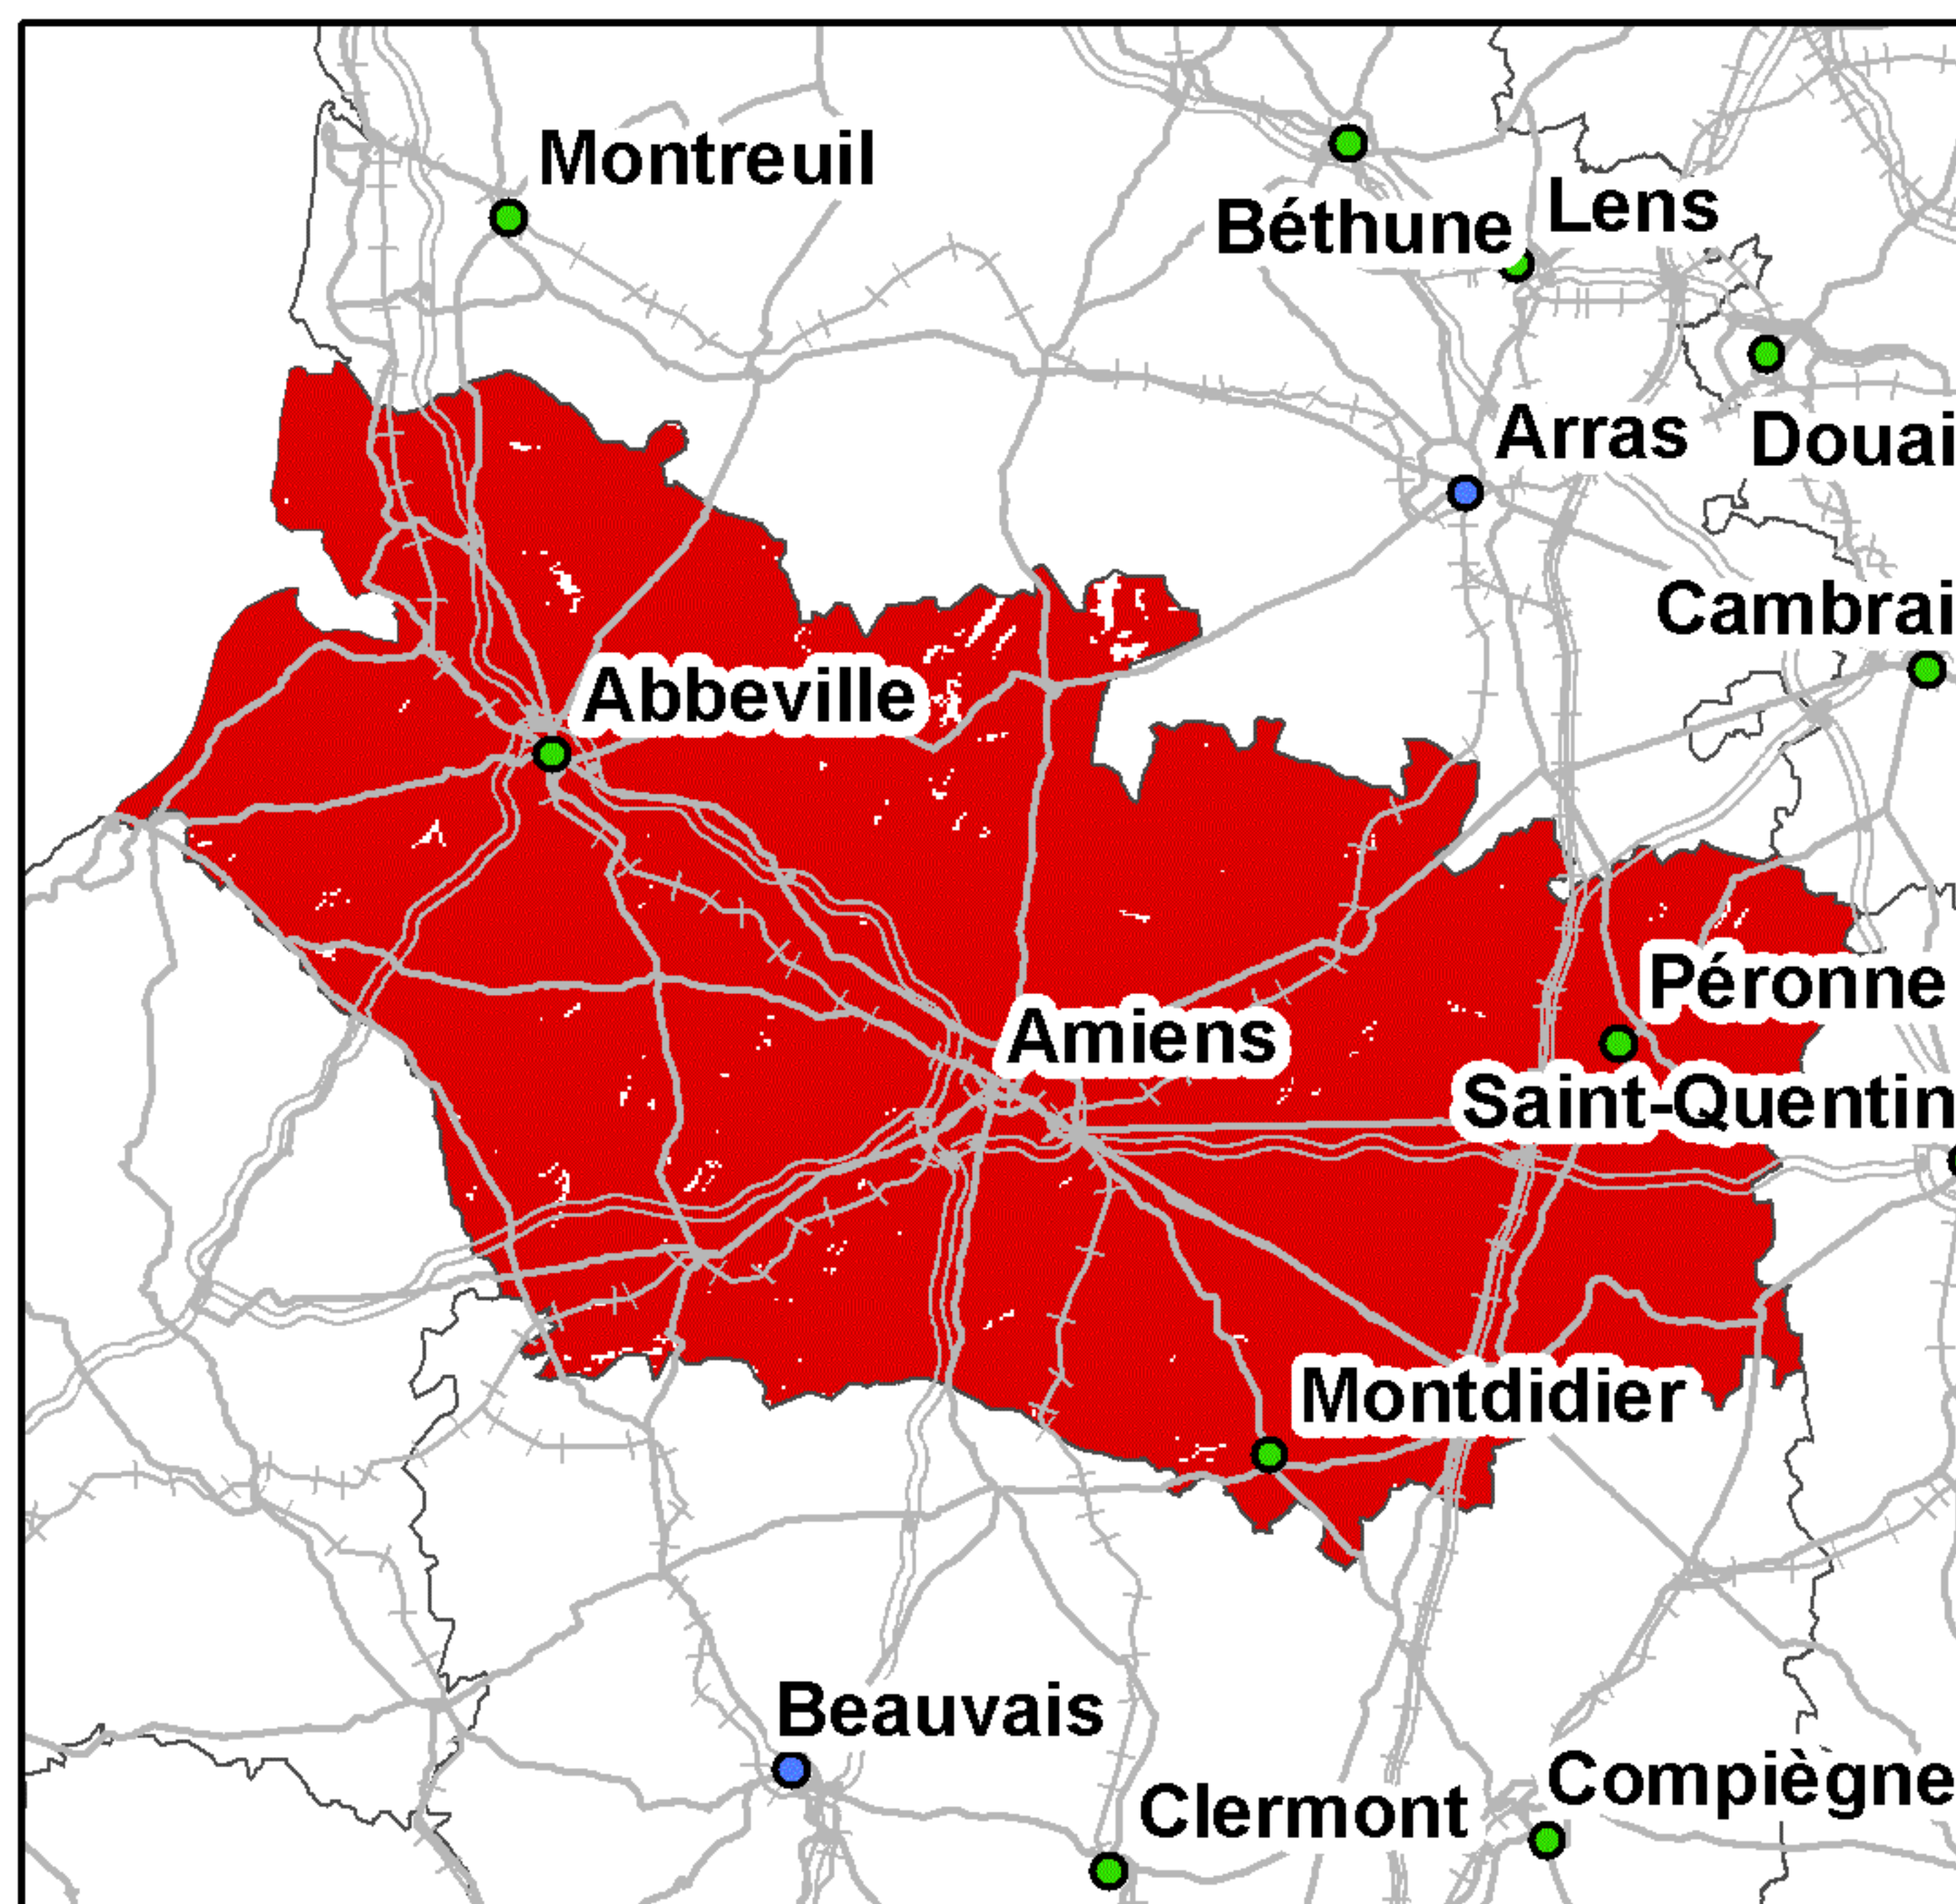 Montreuil
Béthune
Lens
Arras
Douai
Cambrai
Abbeville
Péronne
Amiens
Saint-Quentin
Montdidier
Beauvais
Compiègne
Clermont